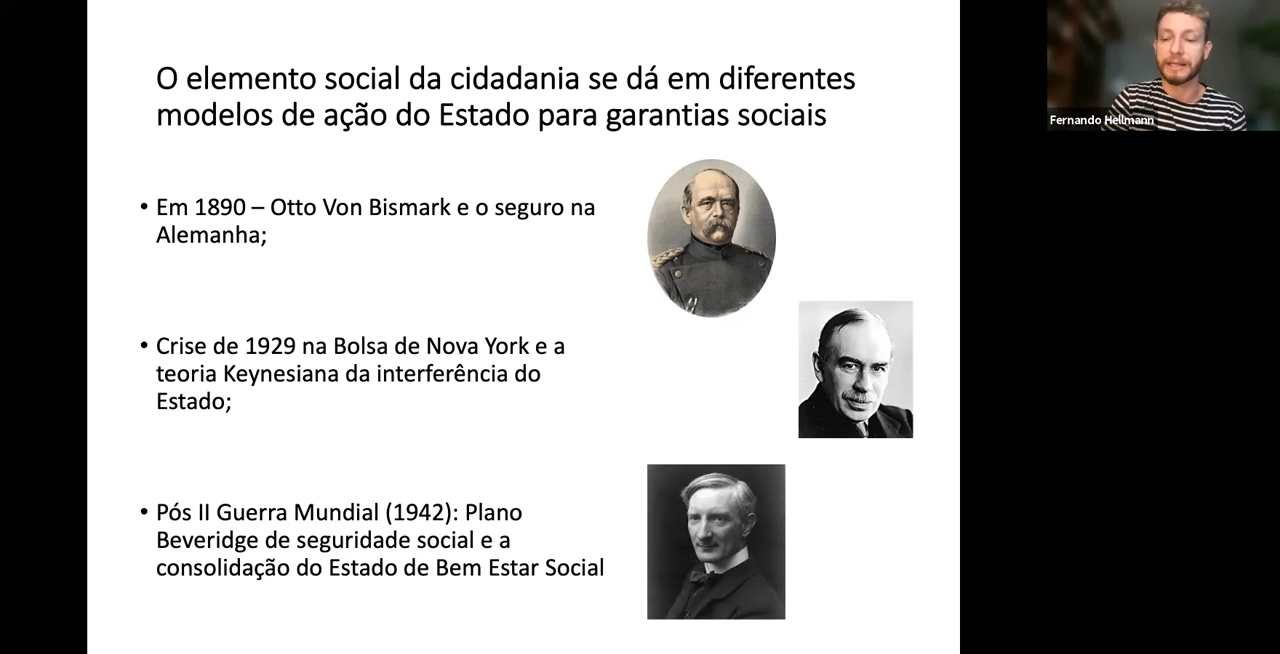 O elemento social da cidadania se dá em diferentes
modelos de ação do Estado para garantias sociais
• Em 1890 – Otto Von Bismark e o seguro na
Alemanha;
• Crise de 1929 na Bolsa de Nova York e a
teoria Keynesiana da interferência do
Estado;
• Pós II Guerra Mundial (1942): Plano
Beveridge de seguridade social e a
consolidação do Estado de Bem Estar Social
Fernando Hellmann